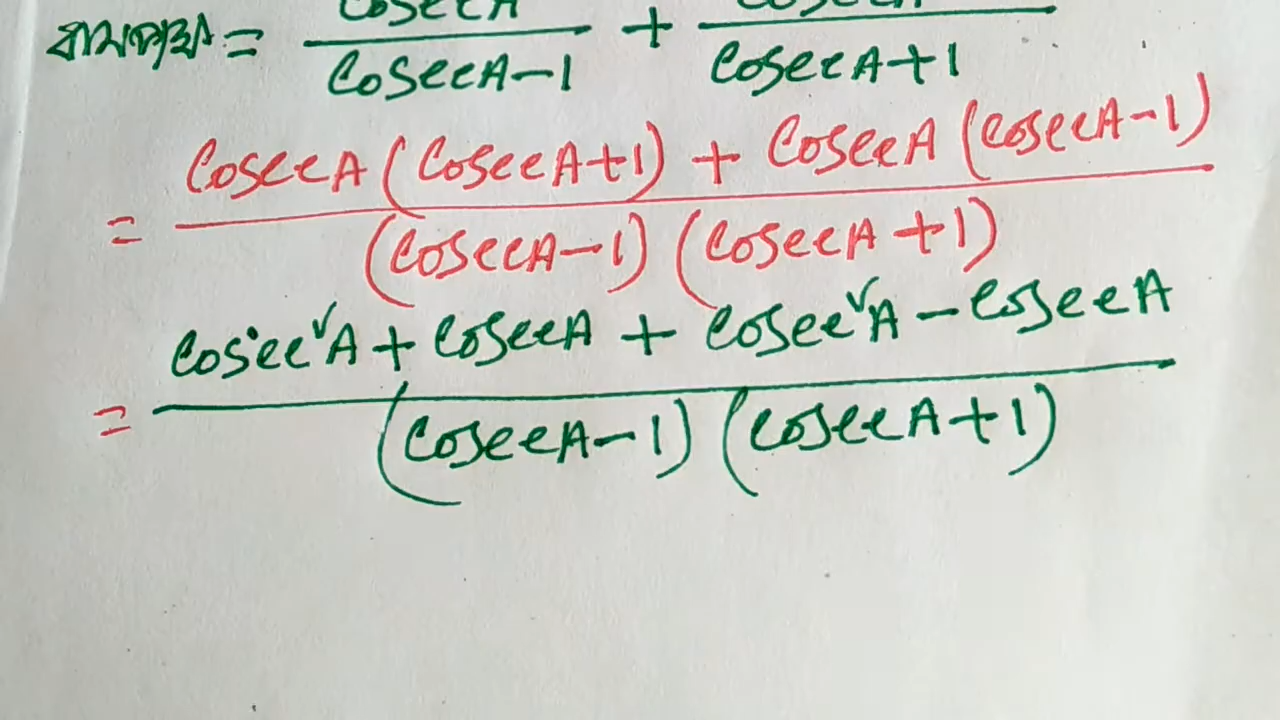 বামপক্ষ = cosecA / cosecA-1 + cosecA / cosecA+1
= cosecA (cosecA+1) + cosecA (cosecA-1) / (cosecA-1) (cosecA+1)
= cosec²A + cosecA + cosec²A - cosecA / (cosecA-1) (cosecA+1)